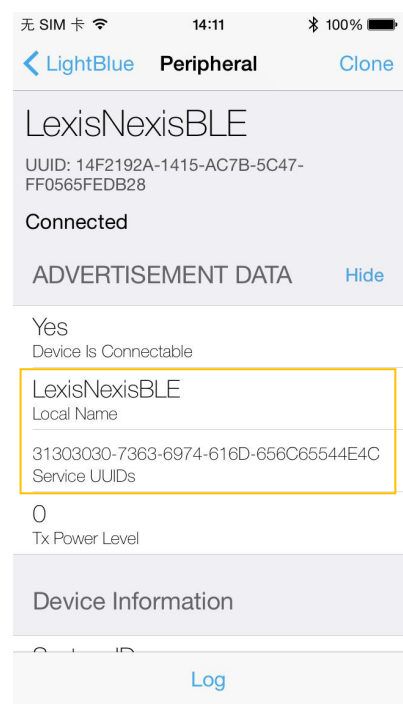 无 SIM 卡 14:11 100%
LightBlue Peripheral Clone
LexisNexisBLE
UUID: 14F2192A-1415-AC7B-5C47-
FF0565FEDB28
Connected
ADVERTISEMENT DATA Hide
Yes
Device Is Connectable
LexisNexisBLE
Local Name
31303030-7363-6974-616D-656C65544E4C
Service UUIDs
0
Tx Power Level
Device Information
Log